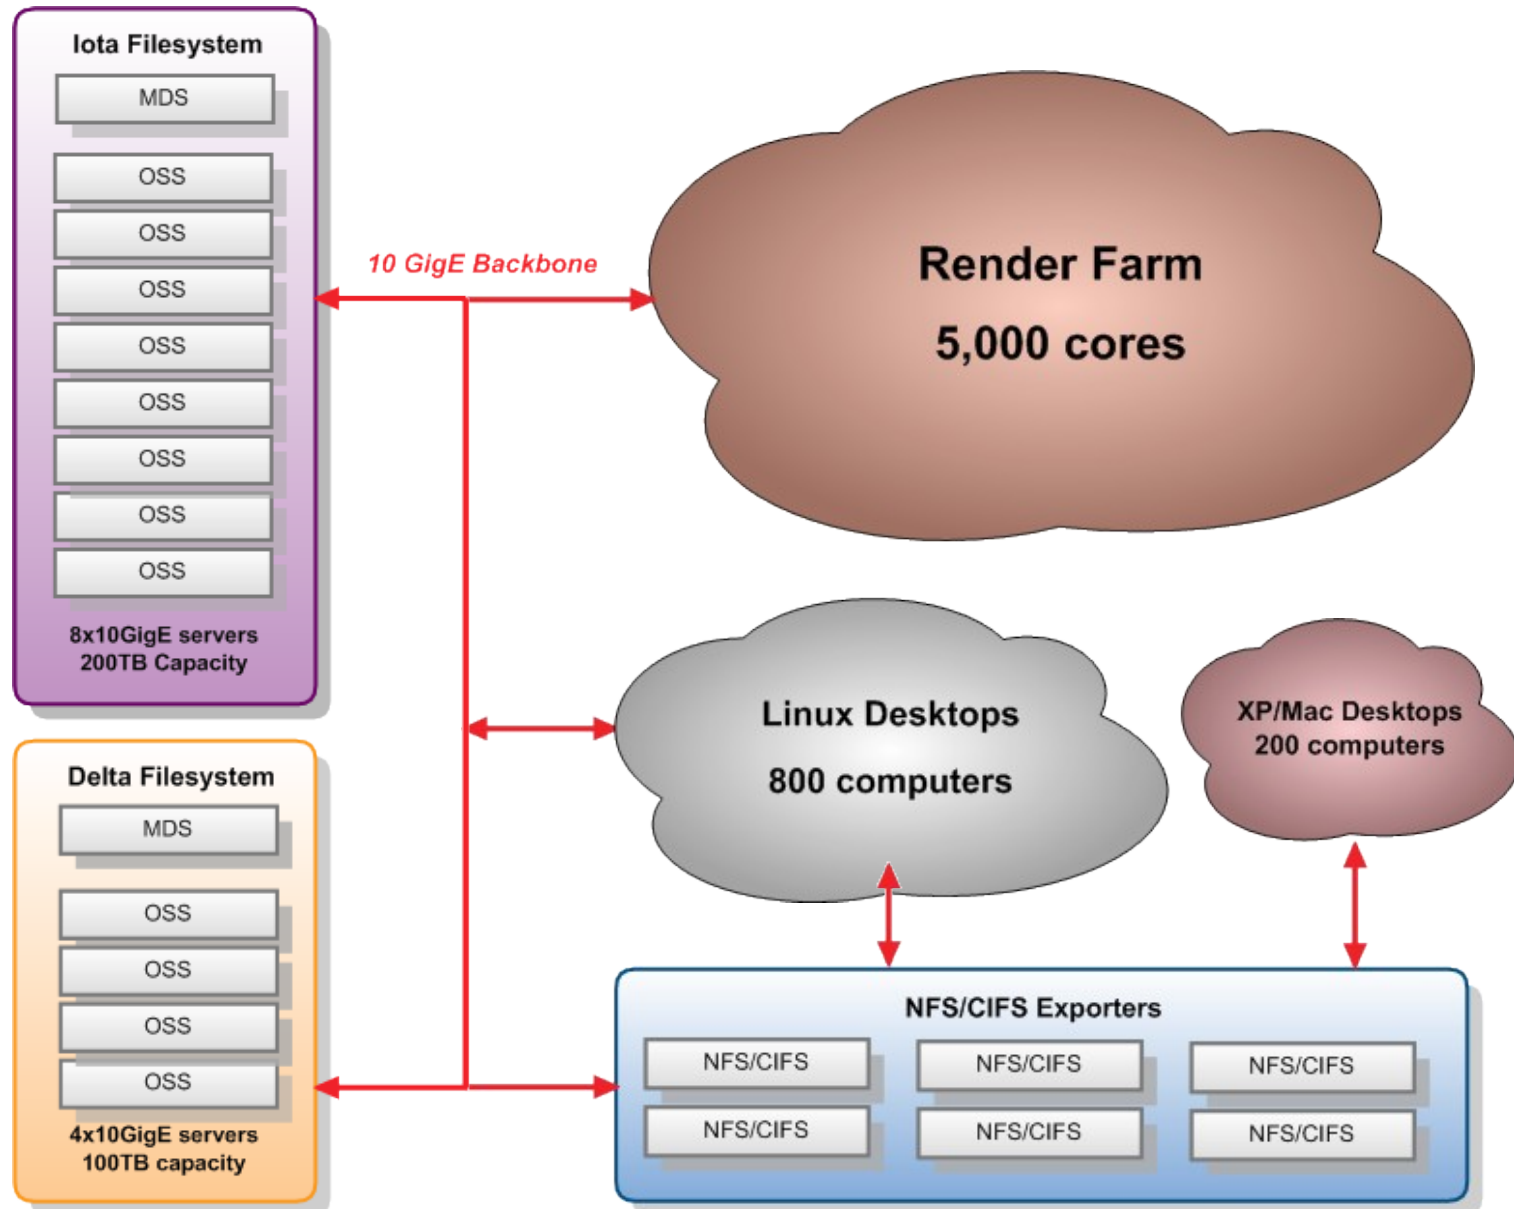 Iota Filesystem
MDS
OSS
OSS
OSS
OSS
OSS
OSS
OSS
OSS
8x10GigE servers
200TB Capacity
10 GigE Backbone
Render Farm
5,000 cores
Linux Desktops
800 computers
XP/Mac Desktops
200 computers
Delta Filesystem
MDS
OSS
OSS
OSS
OSS
4x10GigE servers
100TB capacity
NFS/CIFS Exporters
NFS/CIFS
NFS/CIFS
NFS/CIFS
NFS/CIFS
NFS/CIFS
NFS/CIFS